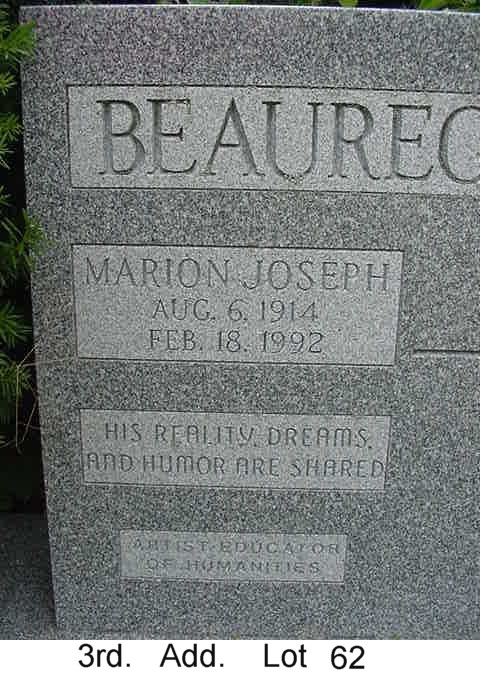 BEAUREG
MARION JOSEPH
AUG. 6, 1914
FEB. 18, 1992
HIS REALITY, DREAMS,
AND HUMOR ARE SHARED
ARTIST-EDUCATOR
OF HUMANITIES
3rd. Add. Lot 62